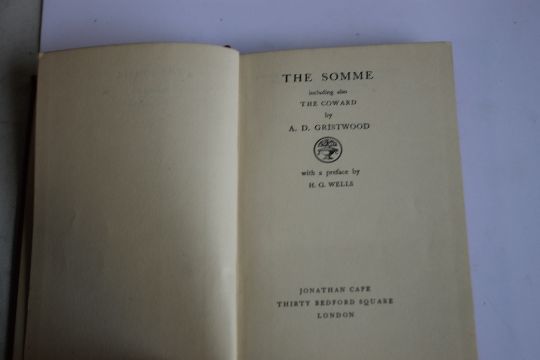 THE SOMME
including also
THE COWARD
by
A. D. GRISTWOOD
with a preface by
H. G. WELLS
JONATHAN CAPE
THIRTY BEDFORD SQUARE
LONDON